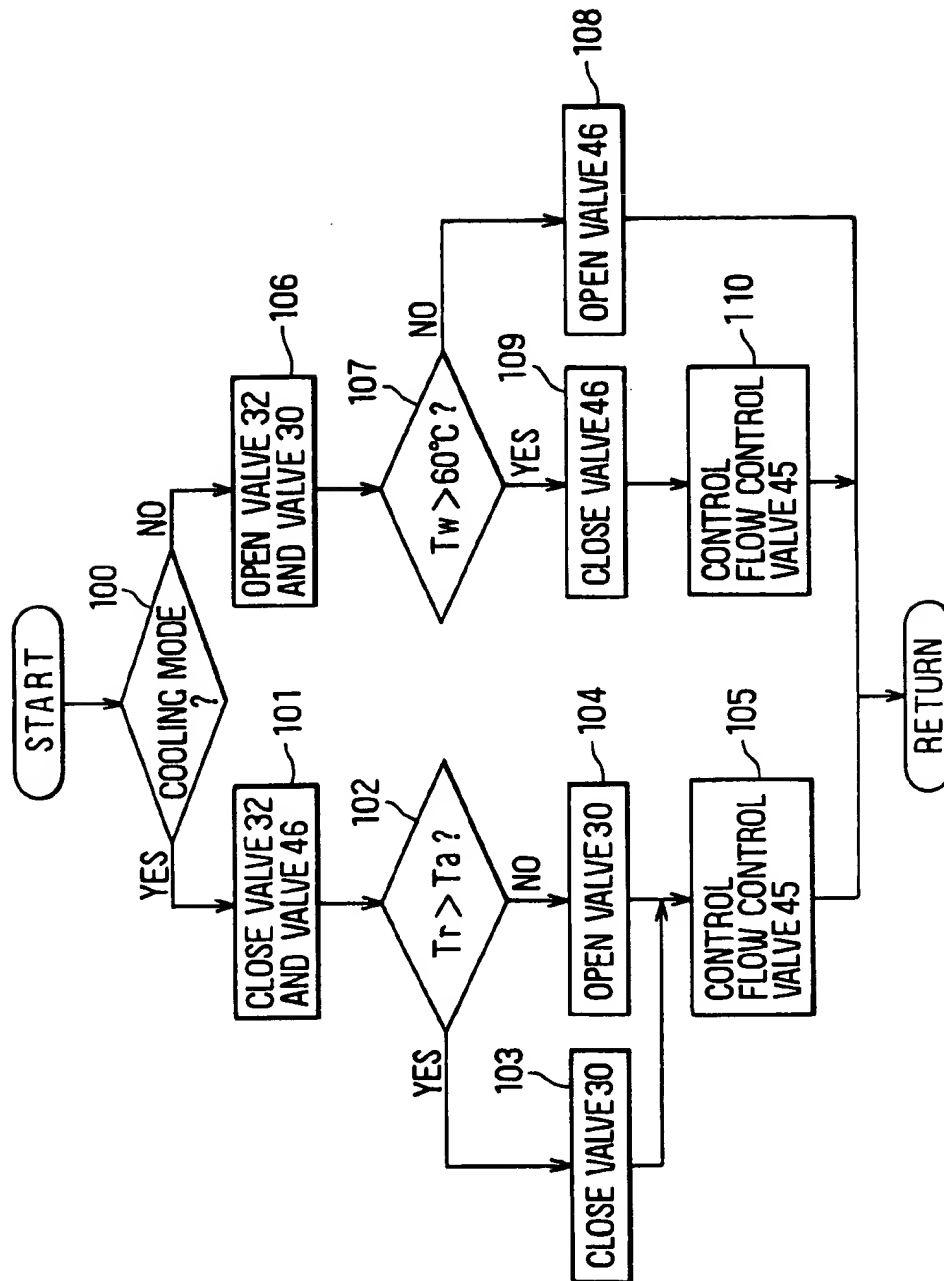 START
100
COOLING MODE
?
YES
NO
101
CLOSE VALVE 32
AND VALVE 46
102
Tr > Ta ?
YES
NO
103
CLOSE VALVE 30
104
OPEN VALVE 30
105
CONTROL
FLOW CONTROL
VALVE 45
106
OPEN VALVE 32
AND VALVE 30
107
Tw > 60°C ?
NO
YES
108
OPEN VALVE 46
109
CLOSE VALVE 46
110
CONTROL
FLOW CONTROL
VALVE 45
RETURN